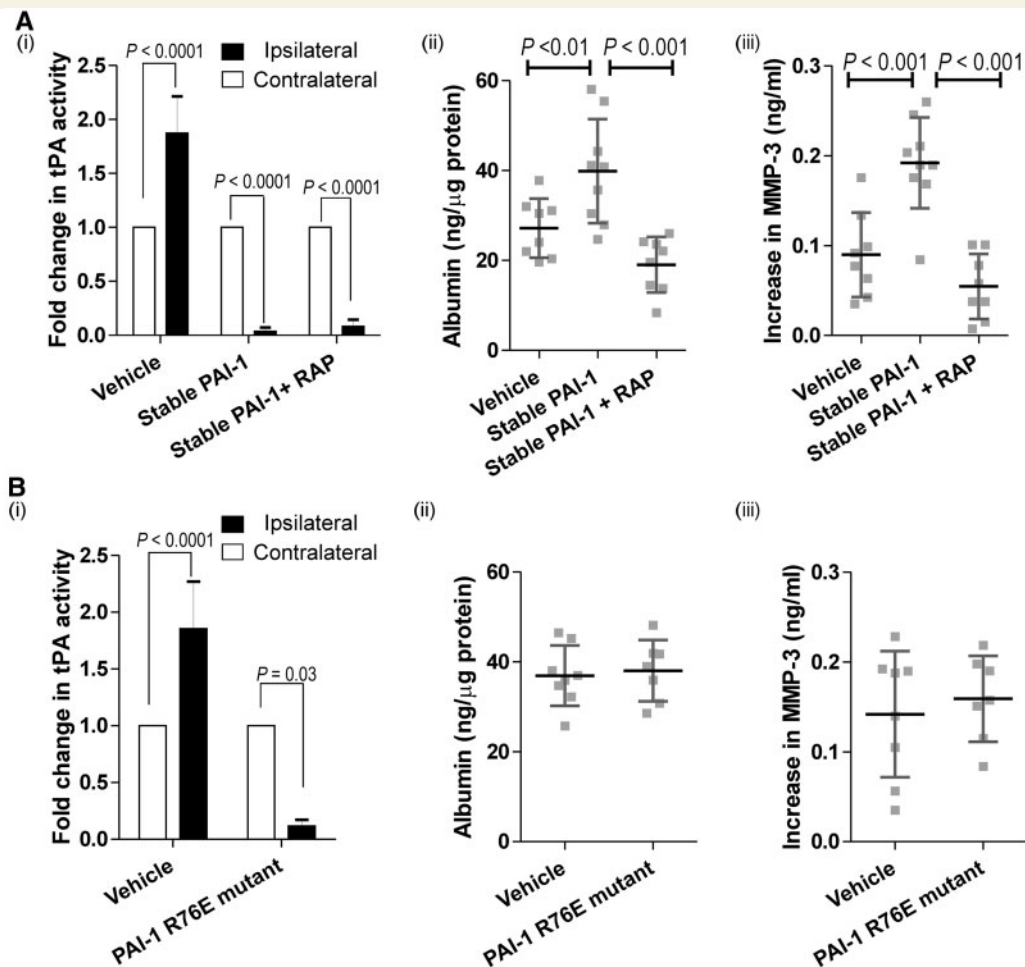 A
(i)
P < 0.0001
Ipsilateral
Contralateral
P < 0.0001
P < 0.0001
Fold change in tPA activity
2.5
2.0
1.5
1.0
0.5
0.0
Vehicle
Stable PAI-1
Stable PAI-1+ RAP
(ii)
P <0.01
P < 0.001
Albumin (ng/μg protein)
60
40
20
0
Vehicle
Stable PAI-1
Stable PAI-1 + RAP
(iii)
P < 0.001
P < 0.001
Increase in MMP-3 (ng/ml)
0.3
0.2
0.1
0.0
Vehicle
Stable PAI-1
Stable PAI-1 + RAP
B
(i)
Ipsilateral
Contralateral
P < 0.0001
P = 0.03
Fold change in tPA activity
2.5
2.0
1.5
1.0
0.5
0.0
Vehicle
PAI-1 R76E mutant
(ii)
Albumin (ng/μg protein)
60
40
20
0
Vehicle
PAI-1 R76E mutant
(iii)
Increase in MMP-3 (ng/ml)
0.3
0.2
0.1
0.0
Vehicle
PAI-1 R76E mutant